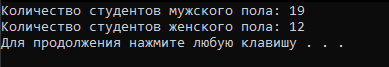 Количество студентов мужского пола: 19
Количество студентов женского пола: 12
Для продолжения нажмите любую клавишу . . .